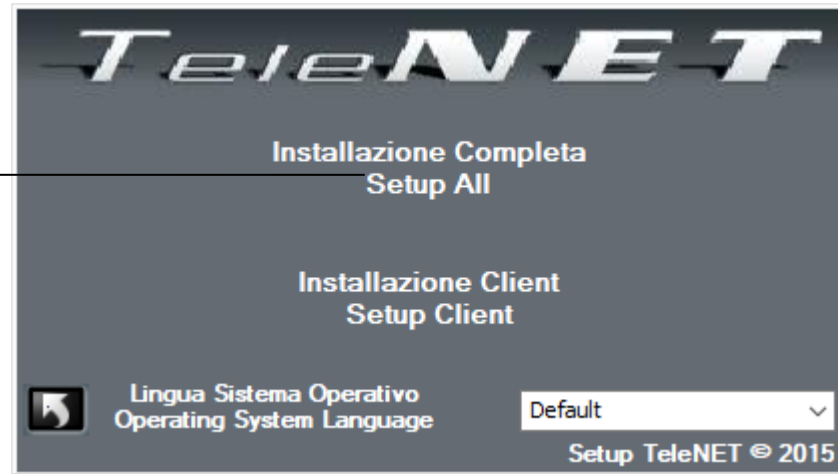 TeleNET
Installazione Completa
Setup All
Installazione Client
Setup Client
Lingua Sistema Operativo
Operating System Language
Default
Setup TeleNET © 2015